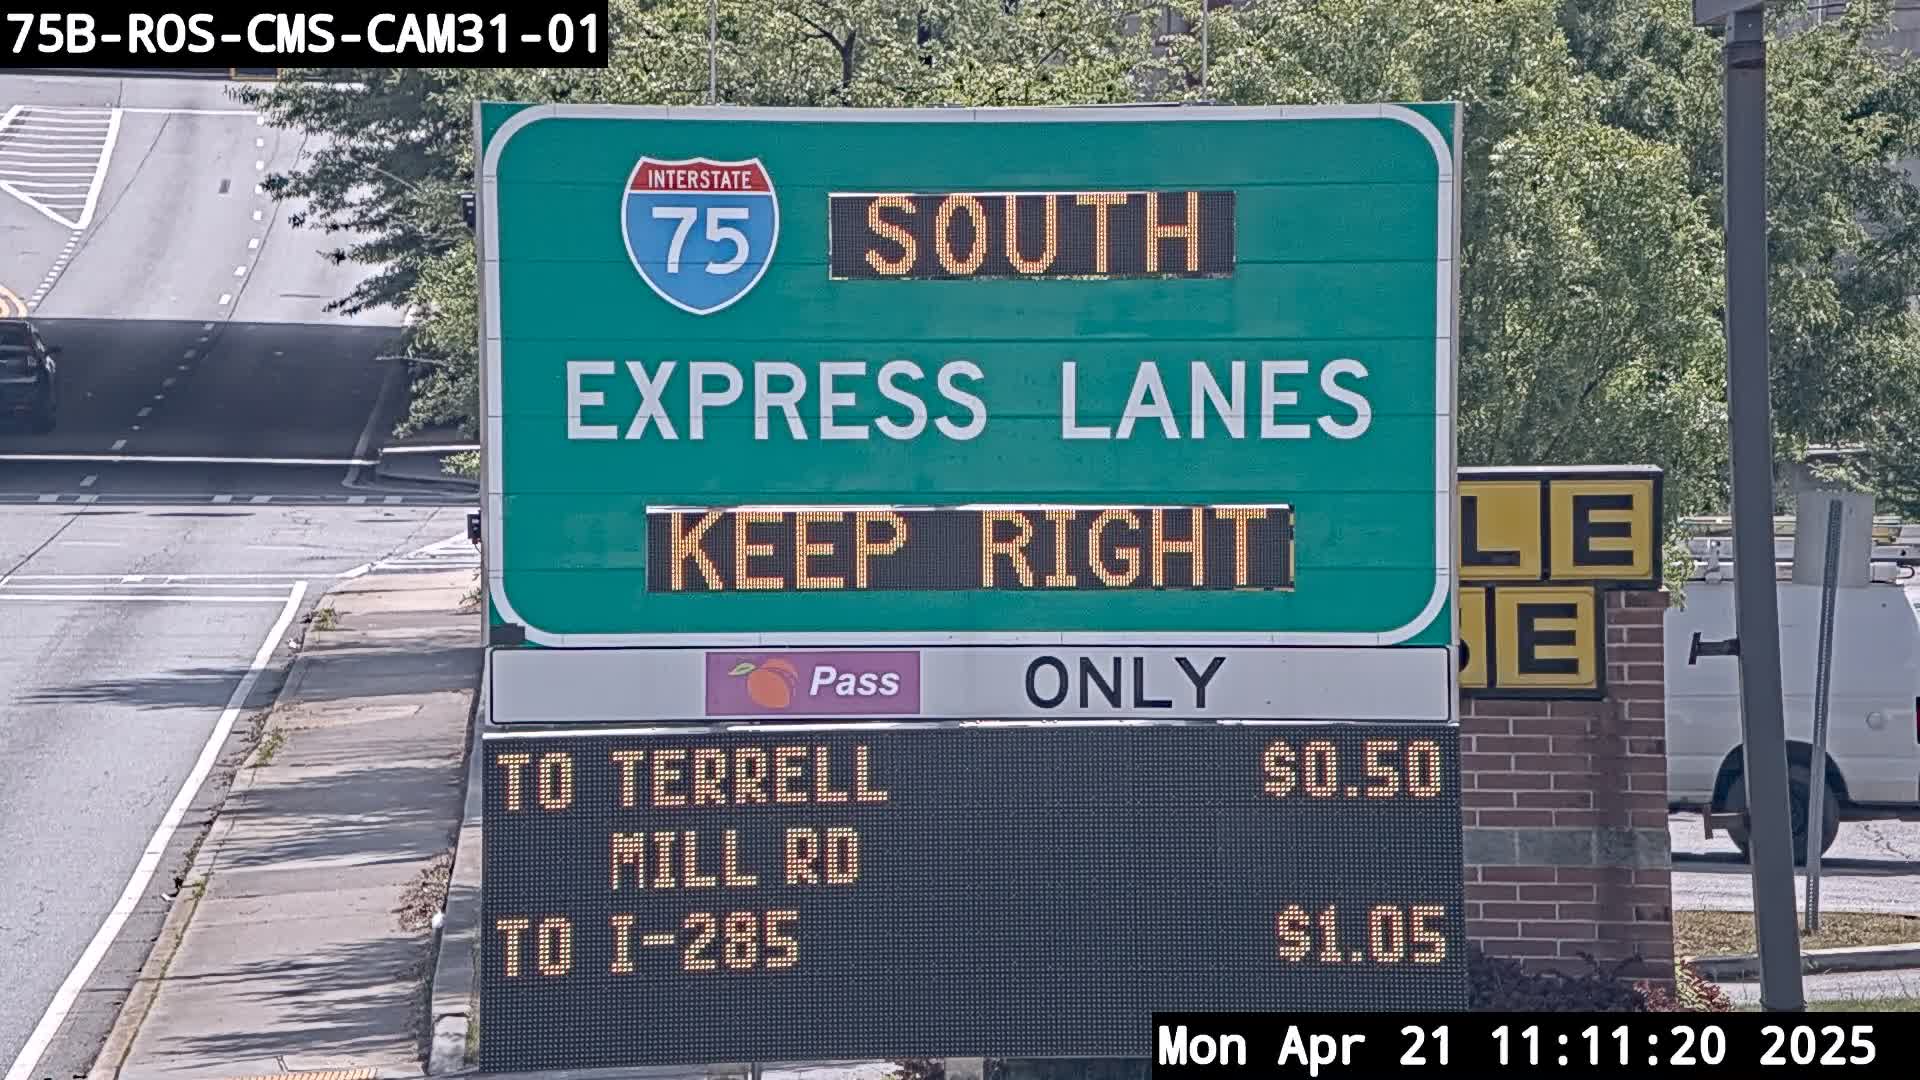 75B-ROS-CMS-CAM31-01
INTERSTATE
75
SOUTH
EXPRESS LANES
KEEP RIGHT
LE
E
Pass ONLY
TO TERRELL $0.50
MILL RD
TO I-285 $1.05
Mon Apr 21 11:11:20 2025